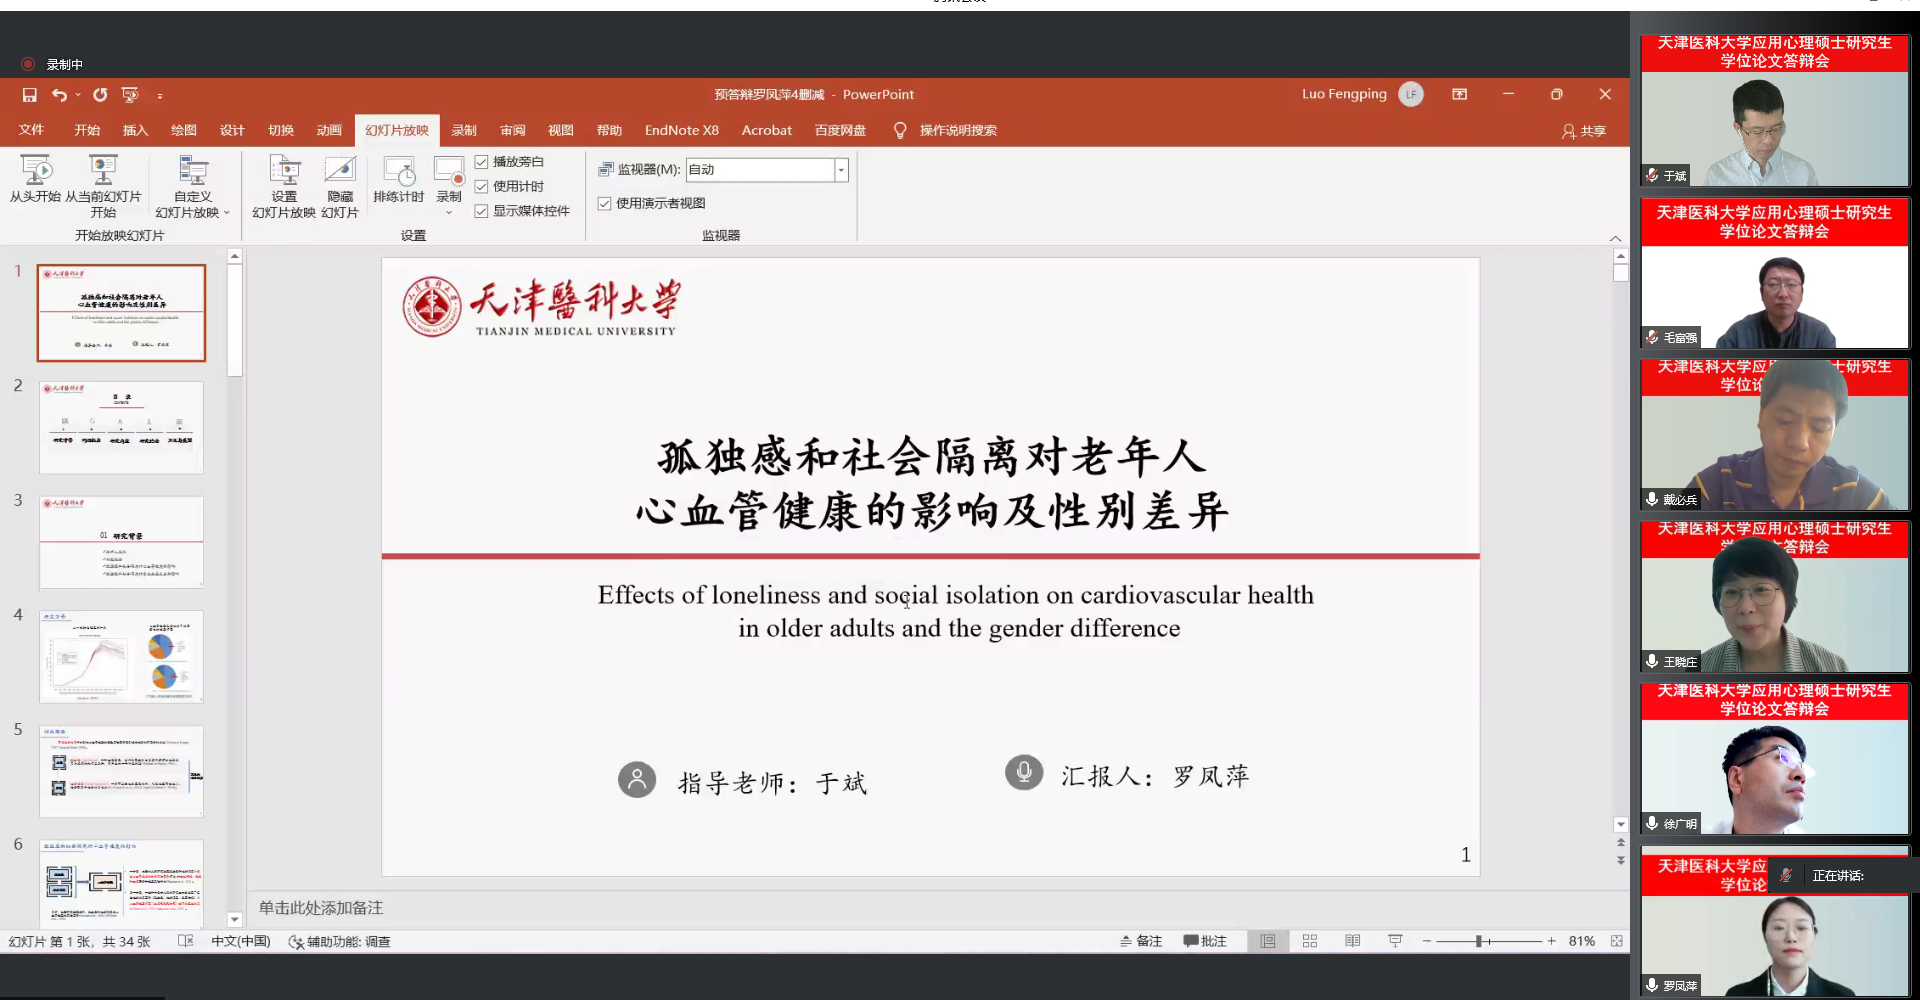 录制中
预答辩罗凤萍4删减 - PowerPoint
Luo Fengping
LF
文件
开始
插入
绘图
设计
切换
动画
幻灯片放映
录制
审阅
视图
帮助
EndNote X8
Acrobat
百度网盘
操作说明搜索
共享
从头开始
从当前幻灯片
开始
自定义
幻灯片放映
开始放映幻灯片
设置
幻灯片放映
隐藏
幻灯片
排练计时
录制
播放旁白
使用计时
显示媒体控件
设置
监视器(M):
自动
使用演示者视图
监视器
1
2
3
01 研究背景
4
5
6
天津醫科大学
TIANJIN MEDICAL UNIVERSITY
孤独感和社会隔离对老年人
心血管健康的影响及性别差异
Effects of loneliness and social isolation on cardiovascular health
in older adults and the gender difference
指导老师：于斌
汇报人：罗凤萍
1
单击此处添加备注
幻灯片 第 1 张，共 34 张
中文(中国)
辅助功能: 调查
备注
批注
81%
天津医科大学应用心理硕士研究生
学位论文答辩会
于斌
天津医科大学应用心理硕士研究生
学位论文答辩会
毛富强
天津医科大学应
士研究生
学位论
答辩会
戴必兵
天津医科大学应用心理硕士研究生
文答辩会
王晓庄
天津医科大学应用心理硕士研究生
学位论文答辩会
徐广明
天津医科大学应
学位论
正在讲话:
罗凤萍